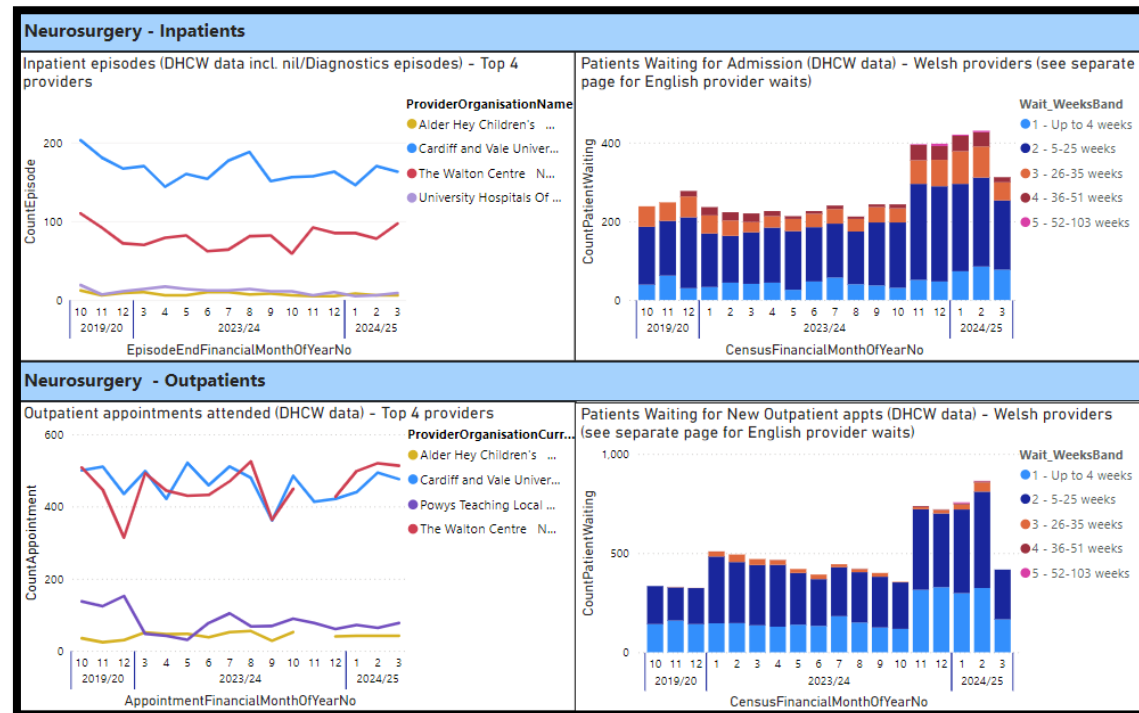 Neurosurgery - Inpatients
Inpatient episodes (DHCW data incl. nil/Diagnostics episodes) - Top 4
providers
ProviderOrganisationName
Alder Hey Children's ...
Cardiff and Vale Univer...
The Walton Centre N...
University Hospitals Of ...
CountEpisode
200
100
0
10 11 12 3 4 5 6 7 8 9 10 11 12 1 2 3
2019/20 2023/24 2024/25
EpisodeEndFinancialMonthOfYearNo
Patients Waiting for Admission (DHCW data) - Welsh providers (see separate
page for English provider waits)
Wait_WeeksBand
1 - Up to 4 weeks
2 - 5-25 weeks
3 - 26-35 weeks
4 - 36-51 weeks
5 - 52-103 weeks
CountPatientWaiting
400
200
0
10 11 12 1 2 3 4 5 6 7 8 9 10 11 12 1 2 3
2019/20 2023/24 2024/25
CensusFinancialMonthOfYearNo
Neurosurgery - Outpatients
Outpatient appointments attended (DHCW data) - Top 4 providers
ProviderOrganisationCurr...
Alder Hey Children's ...
Cardiff and Vale Univer...
Powys Teaching Local ...
The Walton Centre N...
CountAppointment
600
400
200
0
10 11 12 3 4 5 6 7 8 9 10 11 12 1 2 3
2019/20 2023/24 2024/25
AppointmentFinancialMonthOfYearNo
Patients Waiting for New Outpatient appts (DHCW data) - Welsh providers
(see separate page for English provider waits)
Wait_WeeksBand
1 - Up to 4 weeks
2 - 5-25 weeks
3 - 26-35 weeks
4 - 36-51 weeks
5 - 52-103 weeks
CountPatientWaiting
1,000
500
0
10 11 12 1 2 3 4 5 6 7 8 9 10 11 12 1 2 3
2019/20 2023/24 2024/25
CensusFinancialMonthOfYearNo